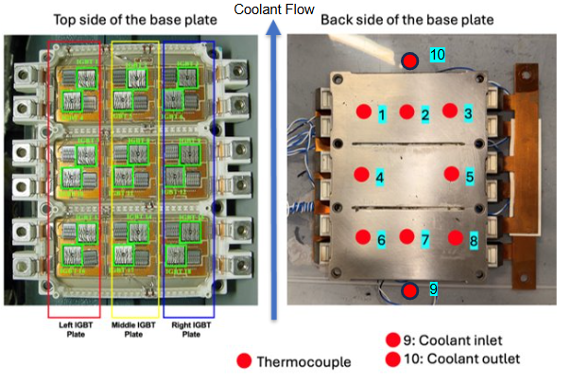 Coolant Flow
Top side of the base plate
Back side of the base plate
10
1
2
3
4
5
6
7
8
9
Left IGBT
Plate
Middle IGBT
Plate
Right IGBT
Plate
Thermocouple
9: Coolant inlet
10: Coolant outlet